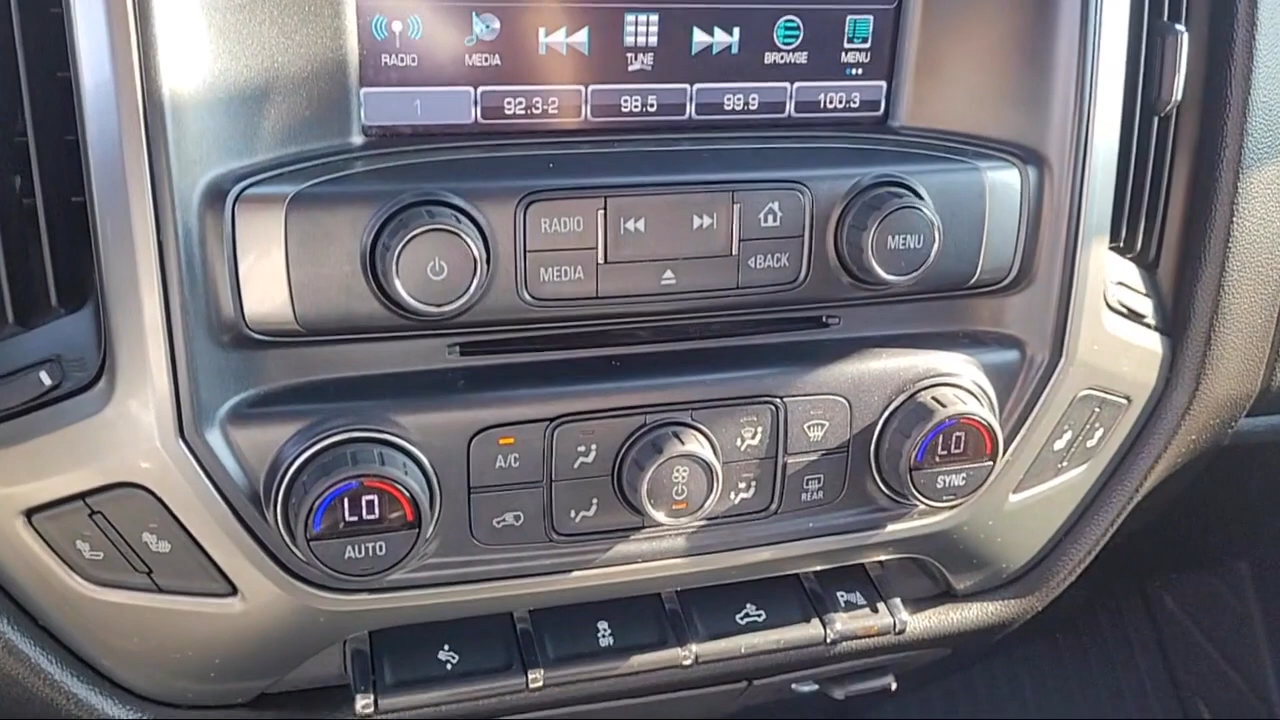 RADIO MEDIA TUNE BROWSE MENU
1 92.3-2 98.5 99.9 100.3
RADIO
MEDIA
BACK
MENU
A/C
REAR
LO
AUTO
LO
SYNC
OFF
P